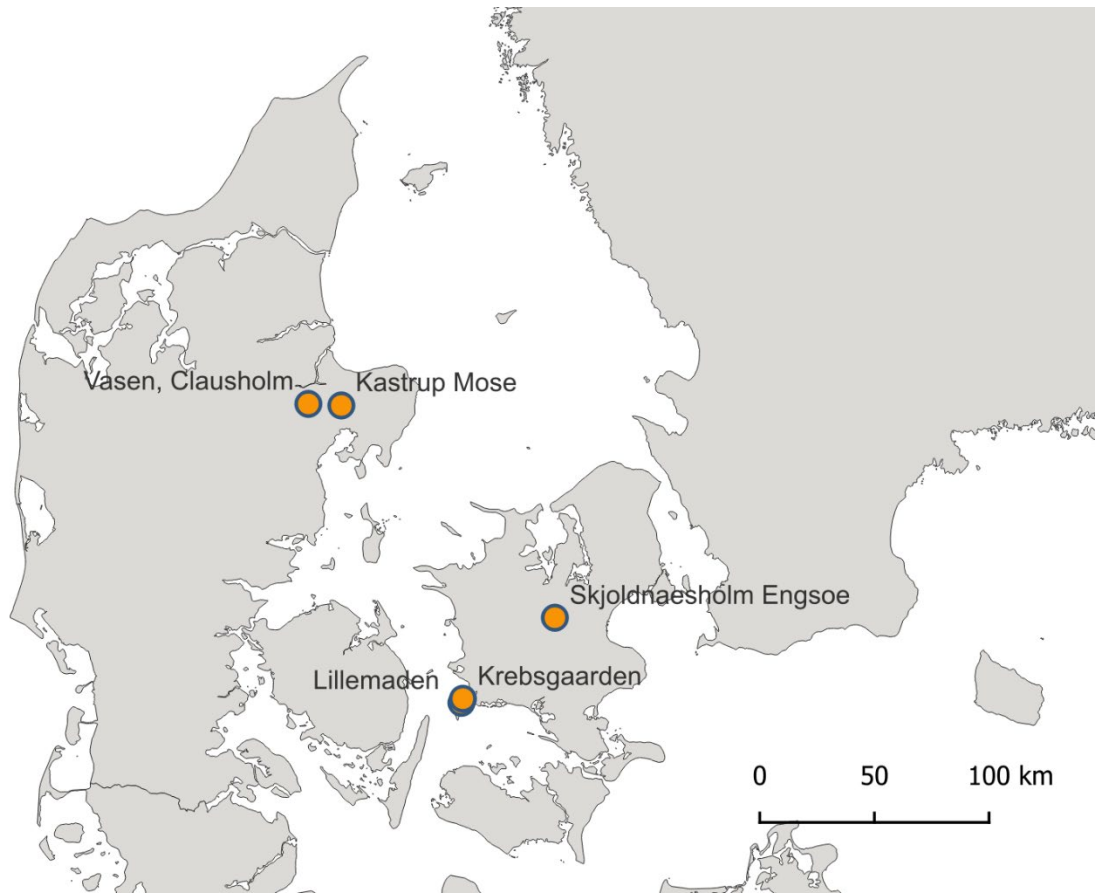 Vasen, Clausholm
Kastrup Mose
Skjoldnaesholm Engsoe
Lillemaden
Krebsgaarden
0 50 100 km